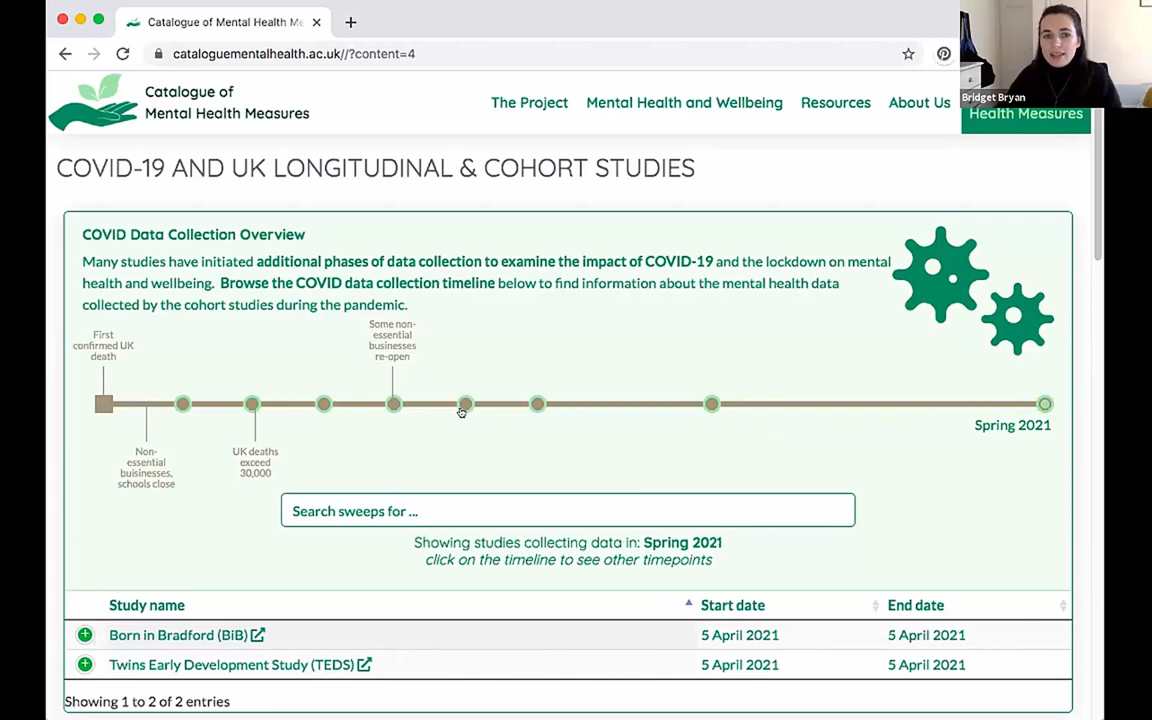 Catalogue of Mental Health Me
cataloguementalhealth.ac.uk//?content=4
Bridget Bryan
Catalogue of
Mental Health Measures
The Project
Mental Health and Wellbeing
Resources
About Us
Health Measures
COVID-19 AND UK LONGITUDINAL & COHORT STUDIES
COVID Data Collection Overview
Many studies have initiated additional phases of data collection to examine the impact of COVID-19 and the lockdown on mental
health and wellbeing. Browse the COVID data collection timeline below to find information about the mental health data
collected by the cohort studies during the pandemic.
First
confirmed UK
death
Some non-
essential
businesses
re-open
Non-
essential
buisinesses,
schools close
UK deaths
exceed
30,000
Spring 2021
Search sweeps for ...
Showing studies collecting data in: Spring 2021
click on the timeline to see other timepoints
Study name
Start date
End date
Born in Bradford (BiB)
5 April 2021
5 April 2021
Twins Early Development Study (TEDS)
5 April 2021
5 April 2021
Showing 1 to 2 of 2 entries